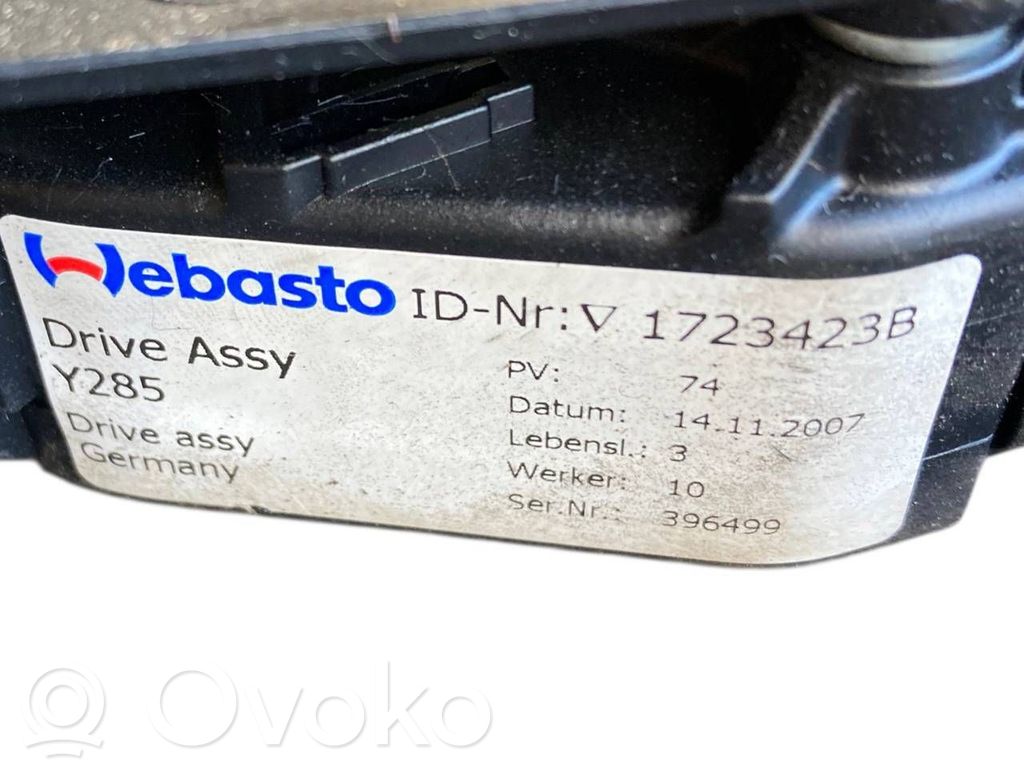 Webasto ID-Nr: ▽ 1723423B
Drive Assy
Y285
Drive assy
Germany
PV: 74
Datum: 14.11.2007
Lebensl.: 3
Werker: 10
Ser.Nr.: 396499
Ovoko